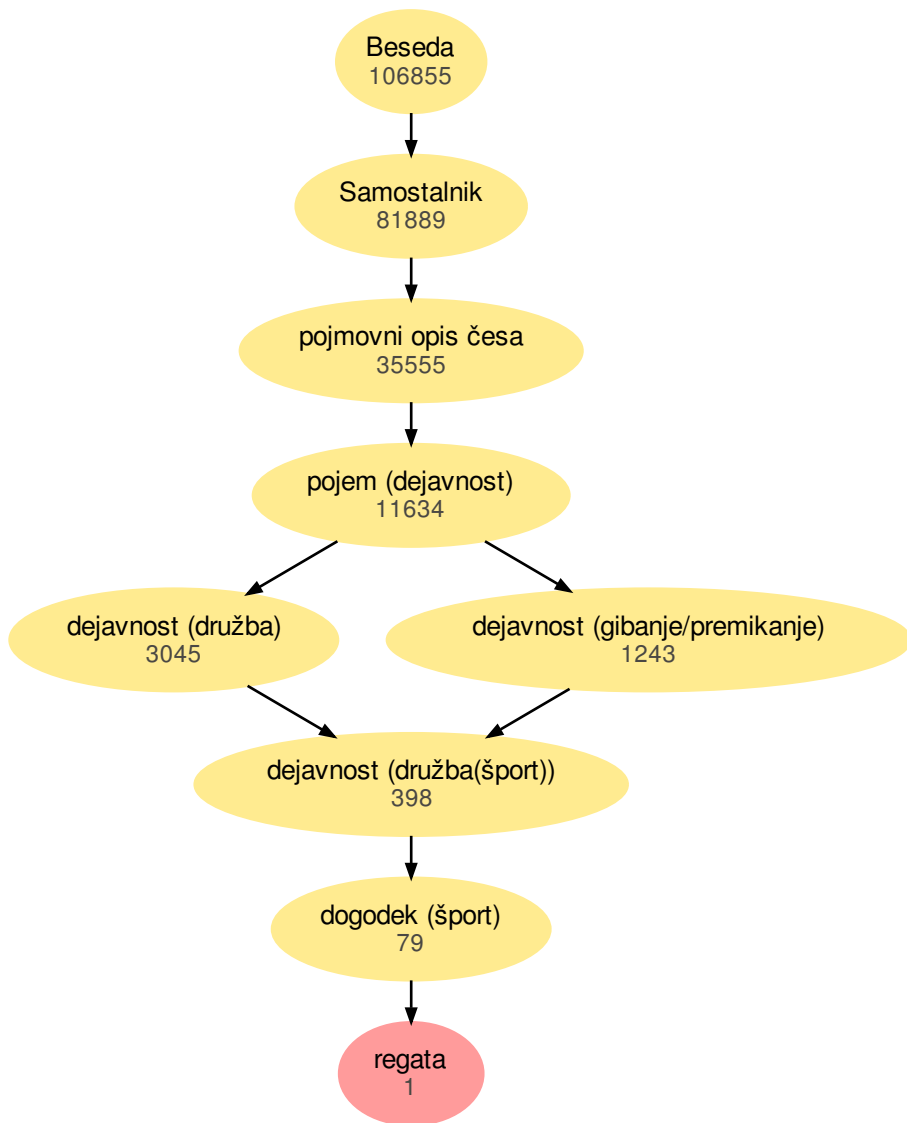 Beseda
106855
Samostalnik
81889
pojmovni opis česa
35555
pojem (dejavnost)
11634
dejavnost (družba)
3045
dejavnost (gibanje/premikanje)
1243
dejavnost (družba(šport))
398
dogodek (šport)
79
regata
1